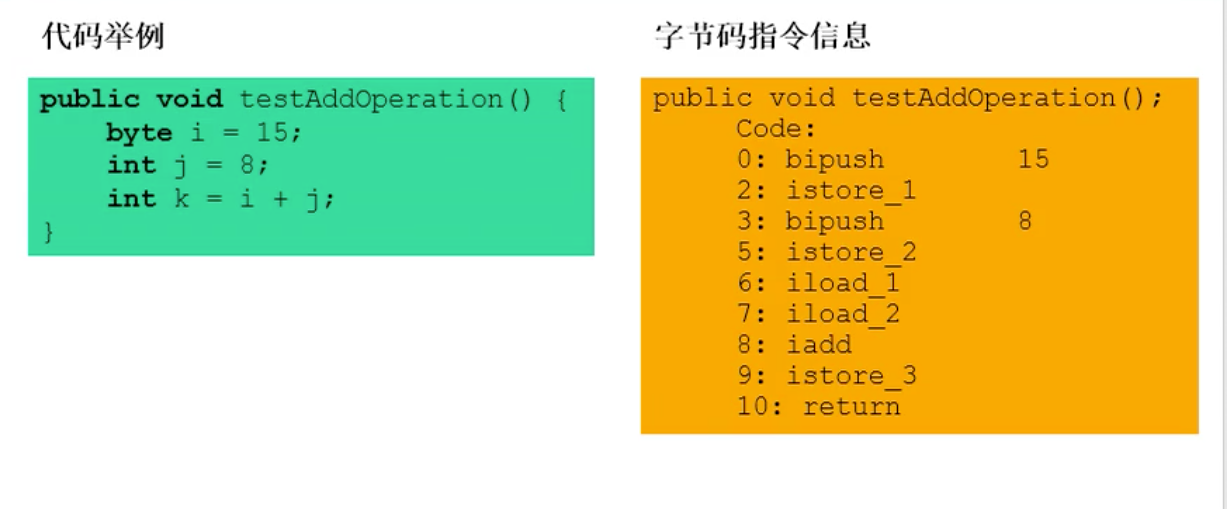 代码举例
public void testAddOperation() {
    byte i = 15;
    int j = 8;
    int k = i + j;
}
字节码指令信息
public void testAddOperation();
     Code:
     0: bipush        15
     2: istore_1
     3: bipush        8
     5: istore_2
     6: iload_1
     7: iload_2
     8: iadd
     9: istore_3
     10: return